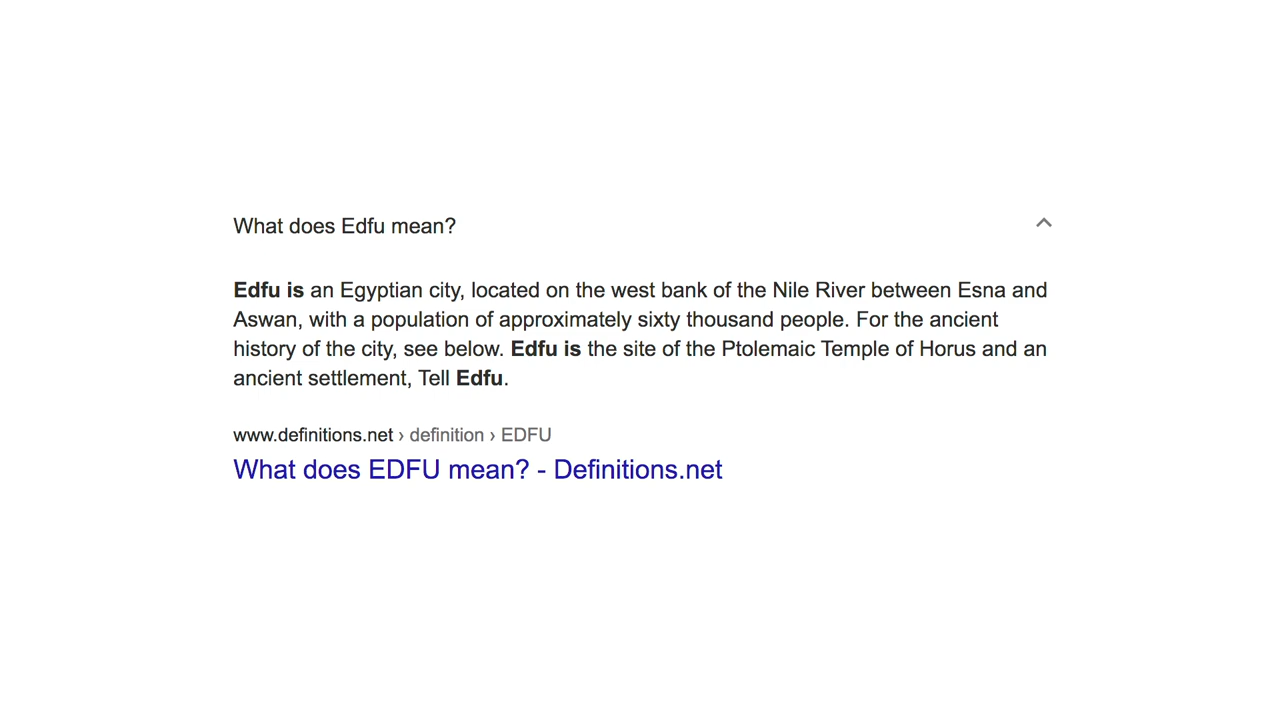 What does Edfu mean?
Edfu is an Egyptian city, located on the west bank of the Nile River between Esna and
Aswan, with a population of approximately sixty thousand people. For the ancient
history of the city, see below. Edfu is the site of the Ptolemaic Temple of Horus and an
ancient settlement, Tell Edfu.
www.definitions.net › definition › EDFU
What does EDFU mean? - Definitions.net